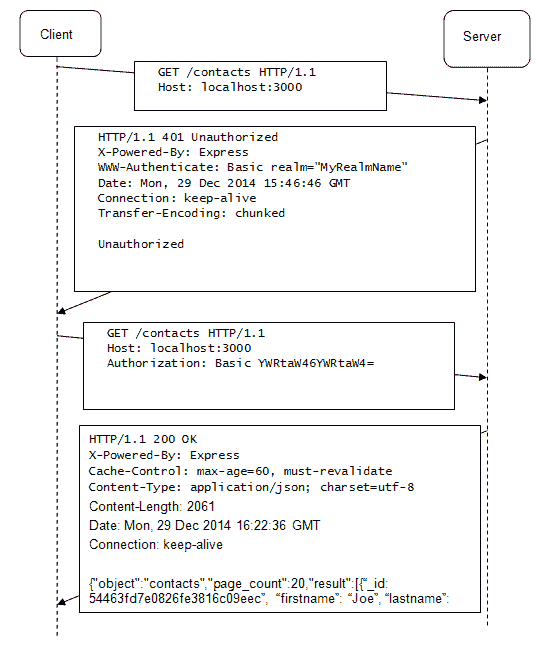 Client
Server
GET /contacts HTTP/1.1
Host: localhost:3000
HTTP/1.1 401 Unauthorized
X-Powered-By: Express
WWW-Authenticate: Basic realm="MyRealmName"
Date: Mon, 29 Dec 2014 15:46:46 GMT
Connection: keep-alive
Transfer-Encoding: chunked
Unauthorized
GET /contacts HTTP/1.1
Host: localhost:3000
Authorization: Basic YWRtaW46YWRtaW4=
HTTP/1.1 200 OK
X-Powered-By: Express
Cache-Control: max-age=60, must-revalidate
Content-Type: application/json; charset=utf-8
Content-Length: 2061
Date: Mon, 29 Dec 2014 16:22:36 GMT
Connection: keep-alive
{"object":"contacts","page_count":20,"result":[{“_id:
54463fd7e0826fe3816c09eec”, “firstname”: “Joe”, “lastname”: